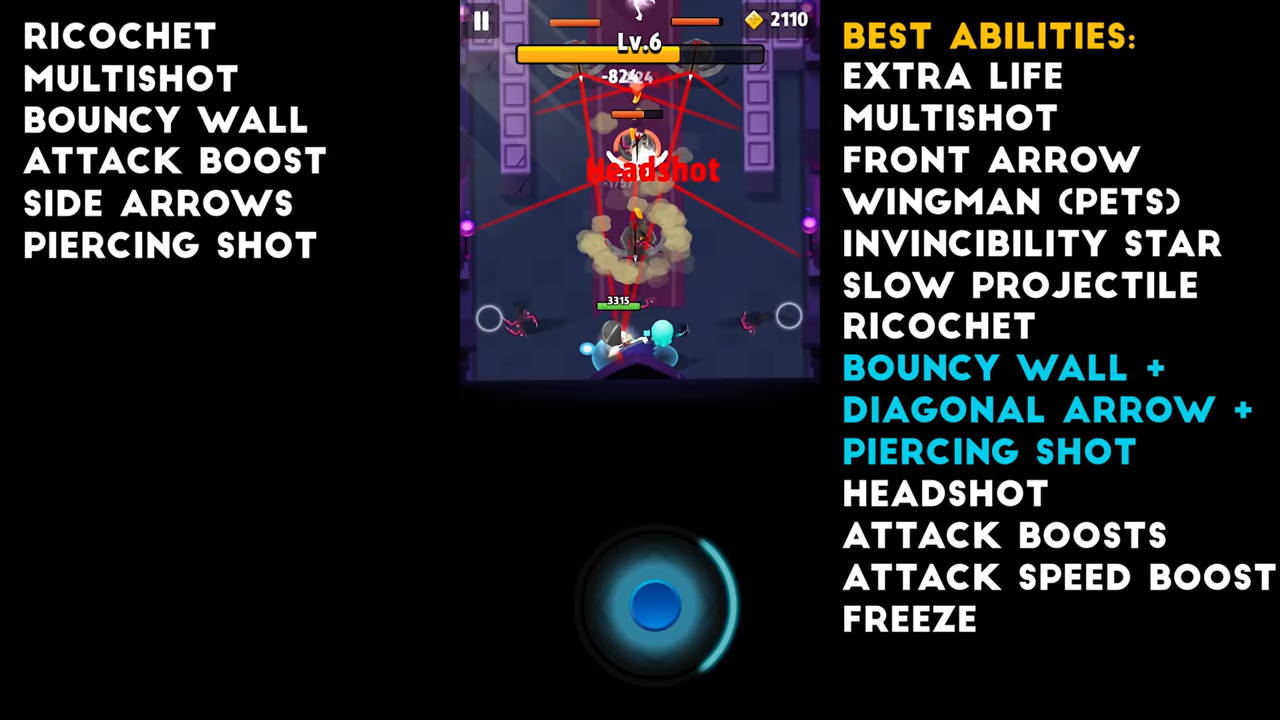 RICOCHET
MULTISHOT
BOUNCY WALL
ATTACK BOOST
SIDE ARROWS
PIERCING SHOT
2110
Lv.6
-824
Headshot
3315
BEST ABILITIES:
EXTRA LIFE
MULTISHOT
FRONT ARROW
WINGMAN (PETS)
INVINCIBILITY STAR
SLOW PROJECTILE
RICOCHET
BOUNCY WALL +
DIAGONAL ARROW +
PIERCING SHOT
HEADSHOT
ATTACK BOOSTS
ATTACK SPEED BOOST
FREEZE